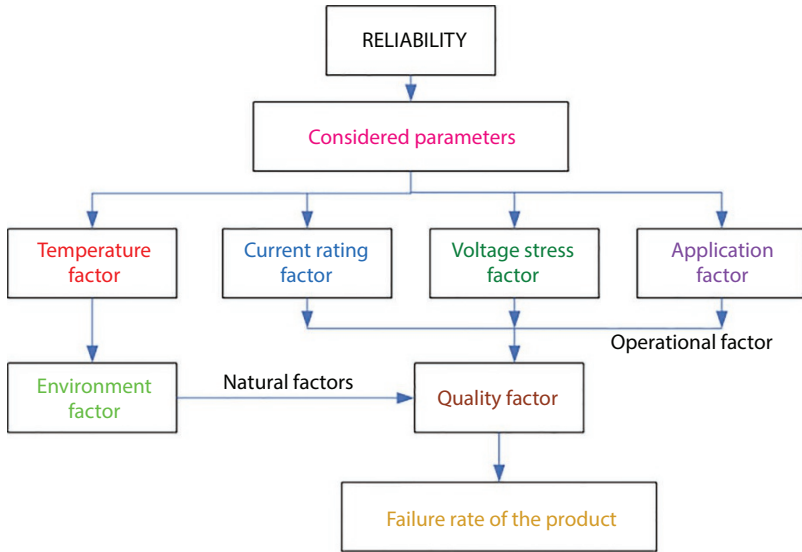 RELIABILITY
Considered parameters
Temperature
factor
Current rating
factor
Voltage stress
factor
Application
factor
Operational factor
Environment
factor
Natural factors
Quality factor
Failure rate of the product